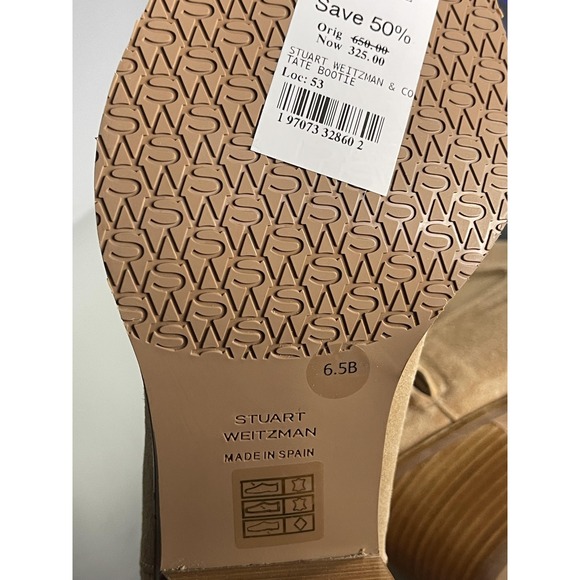 Save 50%
Orig 650.00
Now 325.00
STUART WEITZMAN & CO
TATE BOOTIE
Loc: 53
1 97073 32860 2
6.5B
STUART
WEITZMAN
MADE IN SPAIN